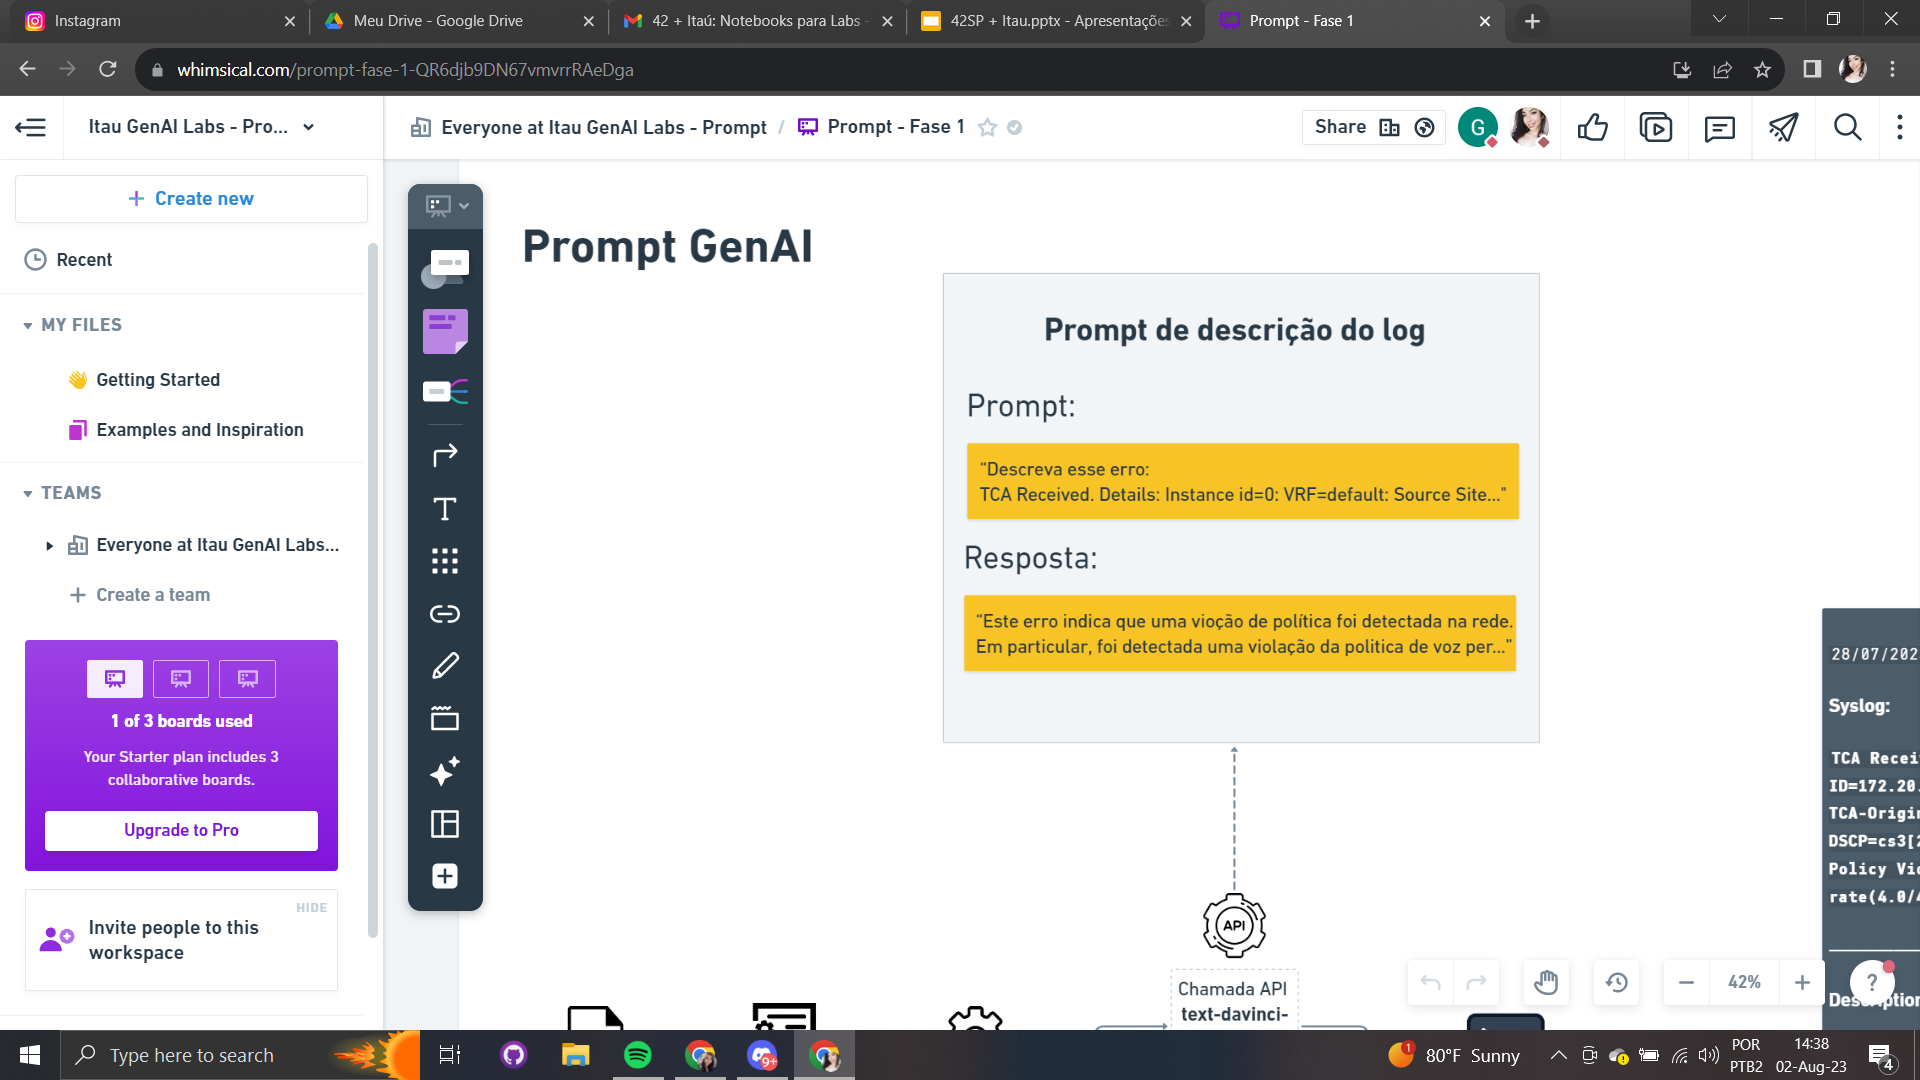 Instagram
Meu Drive - Google Drive
42 + Itaú: Notebooks para Labs -
42SP + Itau.pptx - Apresentações
Prompt - Fase 1
whimsical.com/prompt-fase-1-QR6djb9DN67vmvrrRAeDga
Itau GenAI Labs - Pro...
Everyone at Itau GenAI Labs - Prompt / Prompt - Fase 1
Share
G
+ Create new
Recent
MY FILES
Getting Started
Examples and Inspiration
TEAMS
Everyone at Itau GenAI Labs...
+ Create a team
1 of 3 boards used
Your Starter plan includes 3
collaborative boards.
Upgrade to Pro
HIDE
Invite people to this
workspace
T
Prompt GenAI
Prompt de descrição do log
Prompt:
“Descreva esse erro:
TCA Received. Details: Instance id=0: VRF=default: Source Site..."
Resposta:
“Este erro indica que uma vioção de política foi detectada na rede.
Em particular, foi detectada uma violação da politica de voz per...”
API
Chamada API
text-davinci-
28/07/202
Syslog:
TCA Recei
ID=172.20.
TCA-Origin
DSCP=cs3[2
Policy Vio
rate(4.0/4
Description
42%
?
Type here to search
9+
1
80°F Sunny
POR
PTB2
14:38
02-Aug-23
4